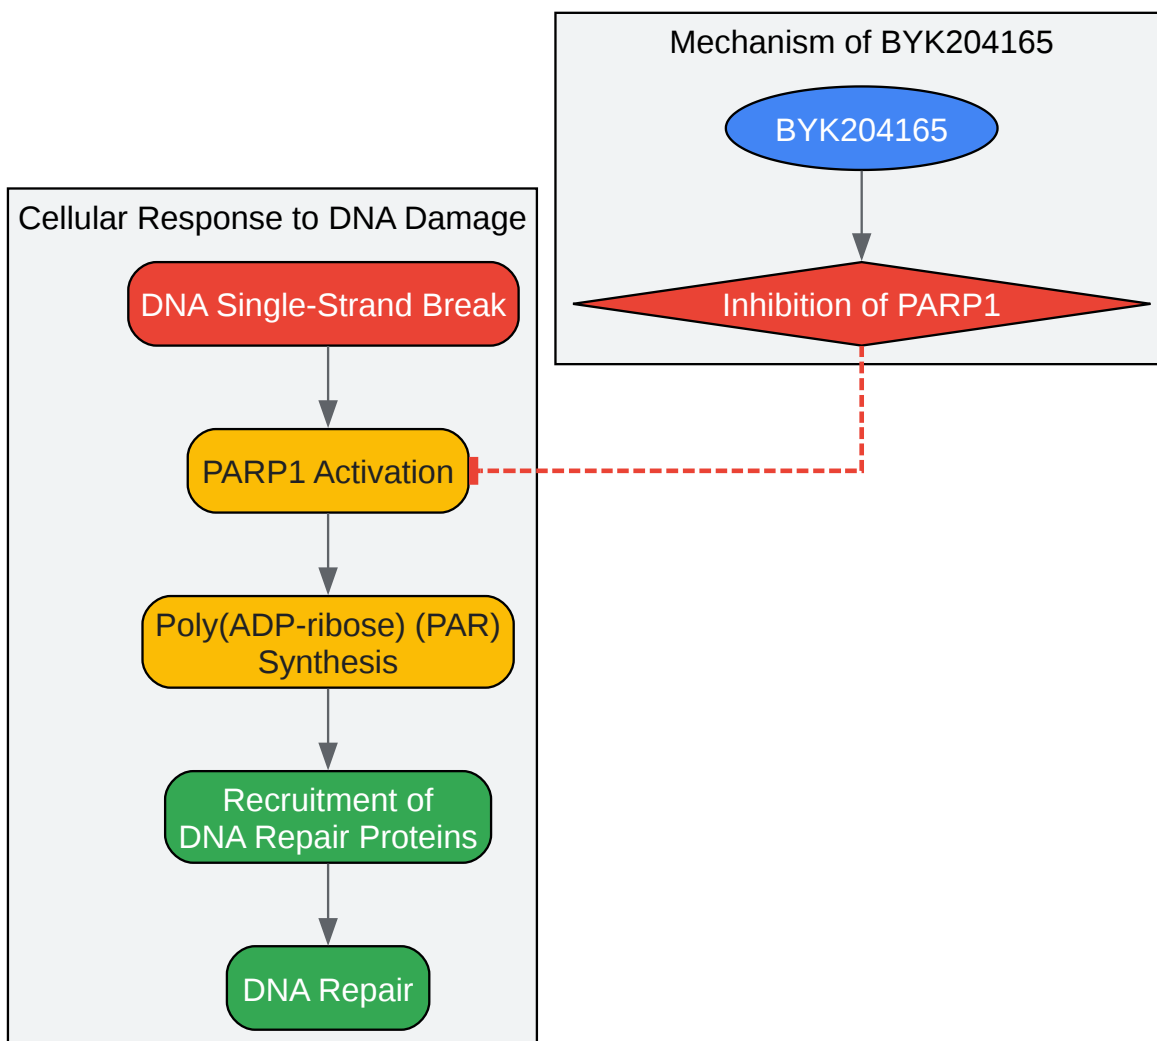 Mechanism of BYK204165
BYK204165
Inhibition of PARP1
Cellular Response to DNA Damage
DNA Single-Strand Break
PARP1 Activation
Poly(ADP-ribose) (PAR)
Synthesis
Recruitment of
DNA Repair Proteins
DNA Repair